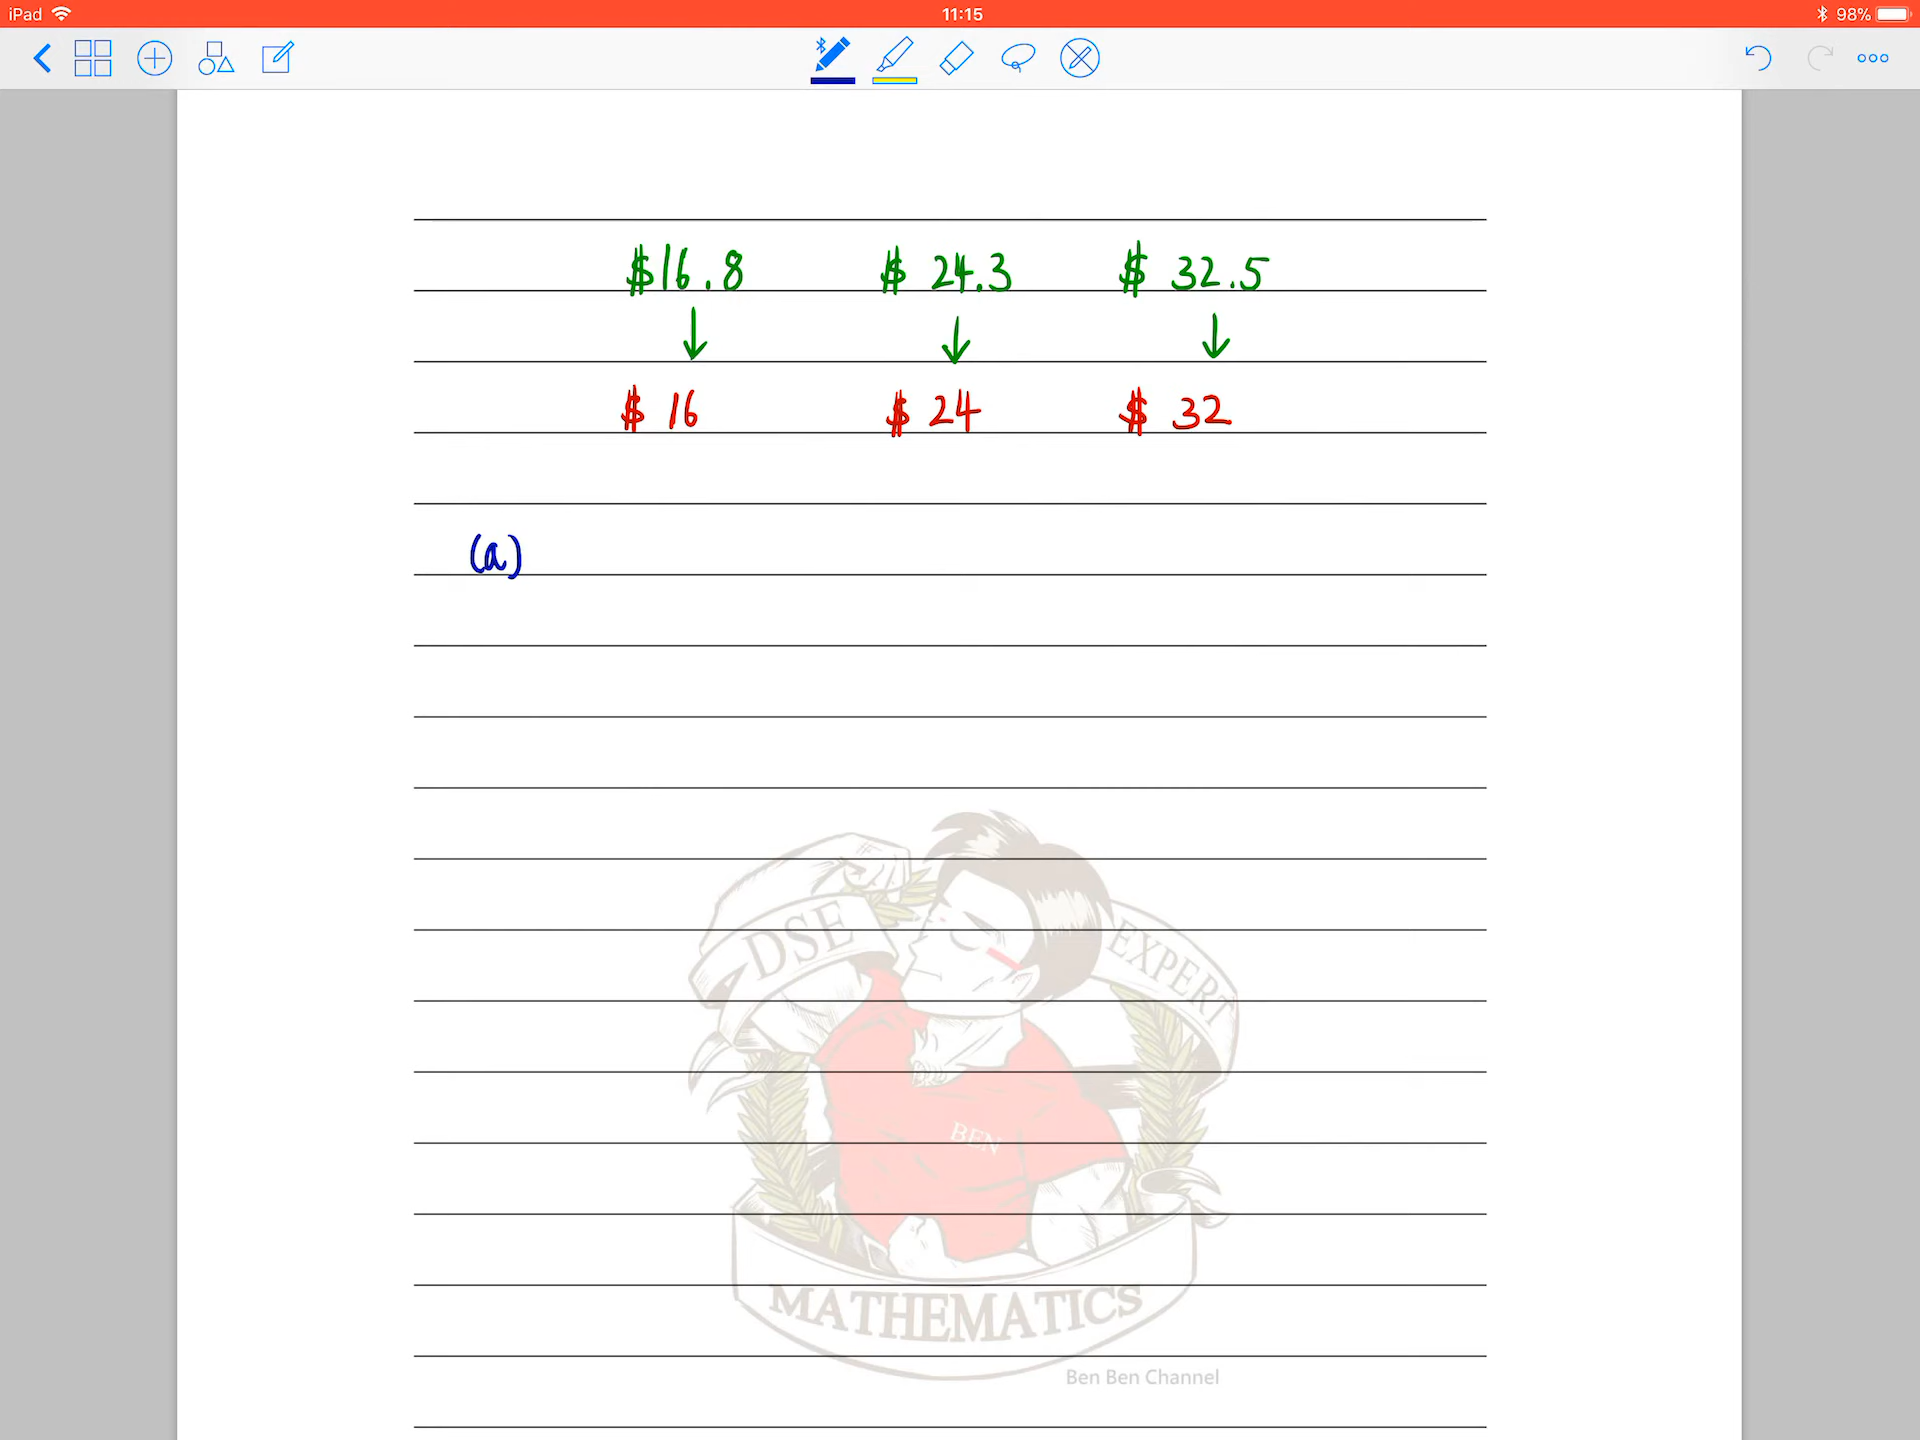 iPad 11:15 98%
$16.8 $ 24.3 $ 32.5
↓ ↓ ↓
$ 16 $ 24 $ 32
(a)
DSE EXPERT
BEN
MATHEMATICS
Ben Ben Channel